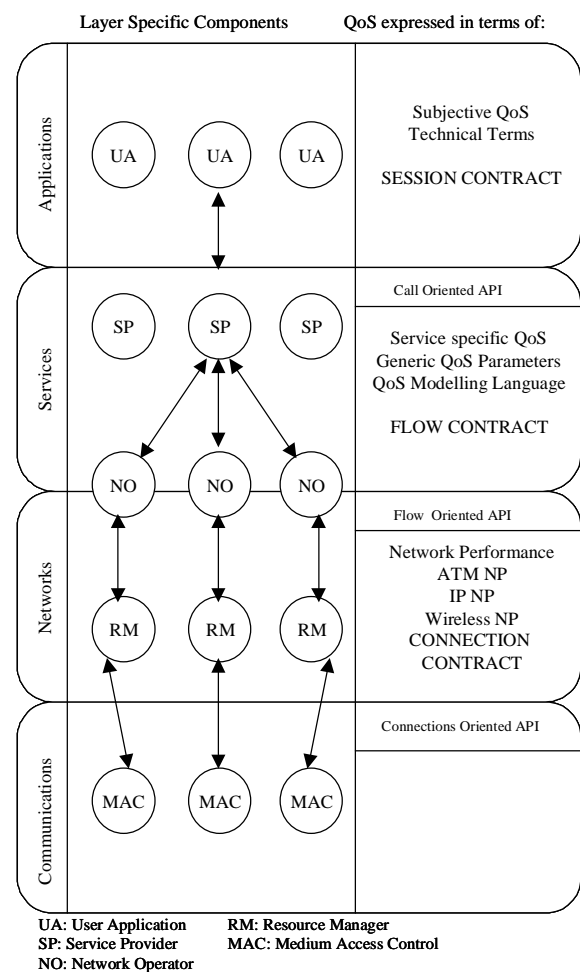 Layer Specific Components QoS expressed in terms of:
Applications
UA UA UA
Subjective QoS
Technical Terms
SESSION CONTRACT
Services
Call Oriented API
SP SP SP
Service specific QoS
Generic QoS Parameters
QoS Modelling Language
FLOW CONTRACT
NO NO NO
Networks
Flow Oriented API
Network Performance
ATM NP
IP NP
Wireless NP
CONNECTION
CONTRACT
RM RM RM
Communications
Connections Oriented API
MAC MAC MAC
UA: User Application RM: Resource Manager
SP: Service Provider MAC: Medium Access Control
NO: Network Operator